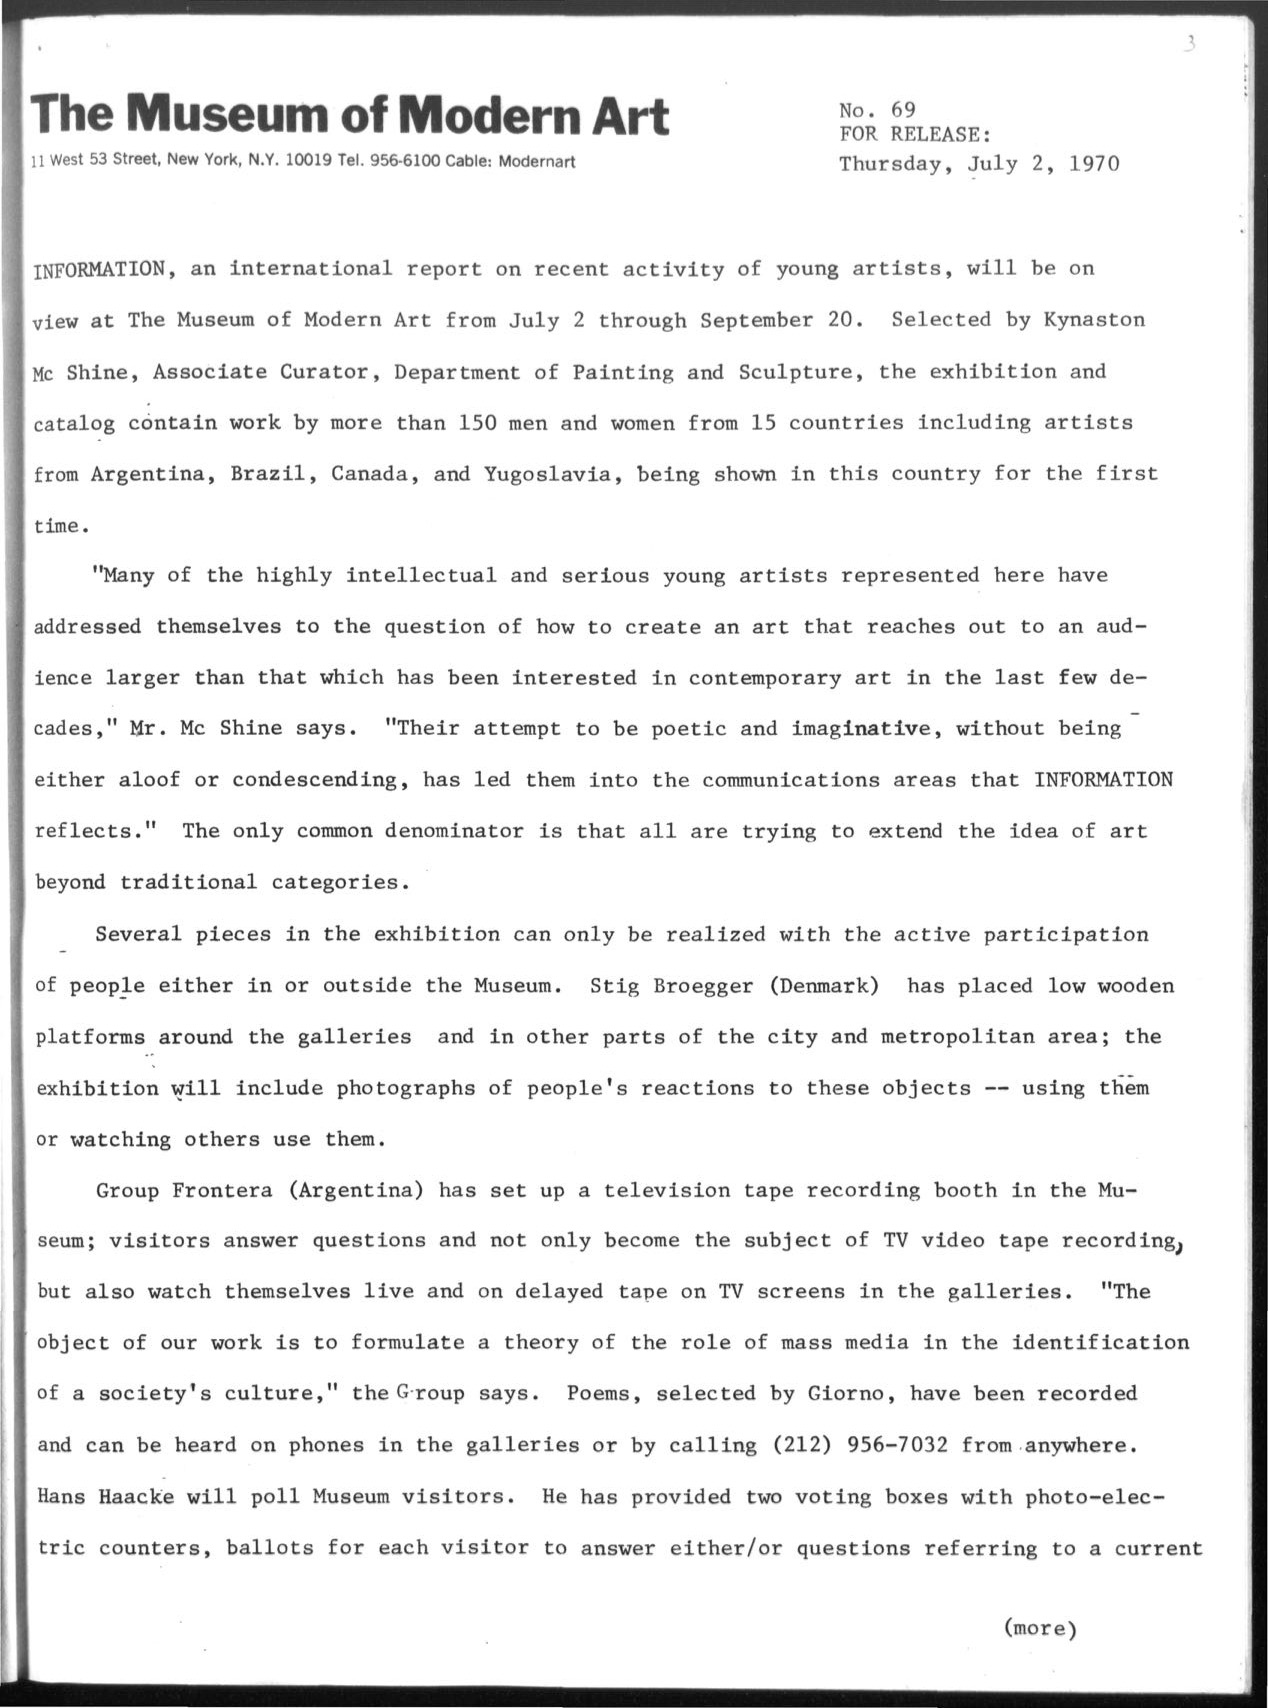 3
The Museum of Modern Art
11 West 53 Street, New York, N.Y. 10019 Tel. 956-6100 Cable: Modernart
No. 69
FOR RELEASE:
Thursday, July 2, 1970
INFORMATION, an international report on recent activity of young artists, will be on
view at The Museum of Modern Art from July 2 through September 20. Selected by Kynaston
Mc Shine, Associate Curator, Department of Painting and Sculpture, the exhibition and
catalog contain work by more than 150 men and women from 15 countries including artists
from Argentina, Brazil, Canada, and Yugoslavia, being shown in this country for the first
time.
"Many of the highly intellectual and serious young artists represented here have
addressed themselves to the question of how to create an art that reaches out to an aud-
ience larger than that which has been interested in contemporary art in the last few de-
cades," Mr. Mc Shine says. "Their attempt to be poetic and imaginative, without being
either aloof or condescending, has led them into the communications areas that INFORMATION
reflects." The only common denominator is that all are trying to extend the idea of art
beyond traditional categories.
Several pieces in the exhibition can only be realized with the active participation
of people either in or outside the Museum. Stig Broegger (Denmark) has placed low wooden
platforms around the galleries and in other parts of the city and metropolitan area; the
exhibition will include photographs of people's reactions to these objects -- using them
or watching others use them.
Group Frontera (Argentina) has set up a television tape recording booth in the Mu-
seum; visitors answer questions and not only become the subject of TV video tape recording,
but also watch themselves live and on delayed tape on TV screens in the galleries. "The
object of our work is to formulate a theory of the role of mass media in the identification
of a society's culture," the Group says. Poems, selected by Giorno, have been recorded
and can be heard on phones in the galleries or by calling (212) 956-7032 from anywhere.
Hans Haacke will poll Museum visitors. He has provided two voting boxes with photo-elec-
tric counters, ballots for each visitor to answer either/or questions referring to a current
(more)